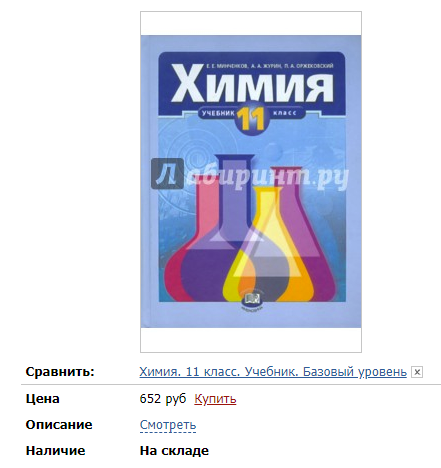 Е. Е. МИНЧЕНКОВ, А. А. ЖУРИН, П. А. ОРЖЕКОВСКИЙ
Химия
УЧЕБНИК 11 класс
Лабиринт.ру
Сравнить: Химия. 11 класс. Учебник. Базовый уровень
Цена 652 руб Купить
Описание Смотреть
Наличие На складе